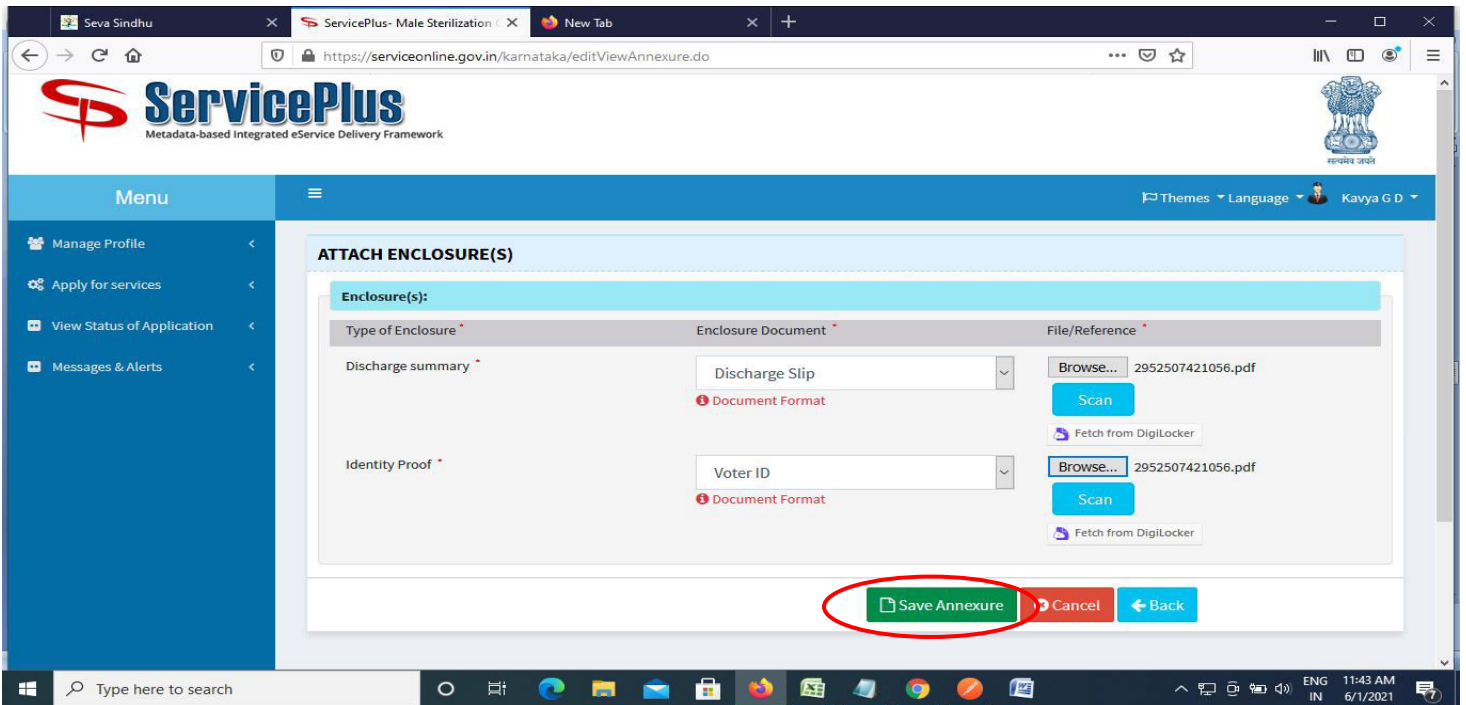 Seva Sindhu
ServicePlus- Male Sterilization
New Tab
https://serviceonline.gov.in/karnataka/editViewAnnexure.do
ServicePlus
Metadata-based Integrated eService Delivery Framework
सत्यमेव जयते
Menu
Themes Language Kavya G D
Manage Profile
Apply for services
View Status of Application
Messages & Alerts
ATTACH ENCLOSURE(S)
Enclosure(s):
Type of Enclosure * Enclosure Document * File/Reference *
Discharge summary * Discharge Slip Browse... 2952507421056.pdf
Document Format
Scan
Fetch from DigiLocker
Identity Proof * Voter ID Browse... 2952507421056.pdf
Document Format
Scan
Fetch from DigiLocker
Save Annexure Cancel Back
Type here to search
ENG 11:43 AM
IN 6/1/2021